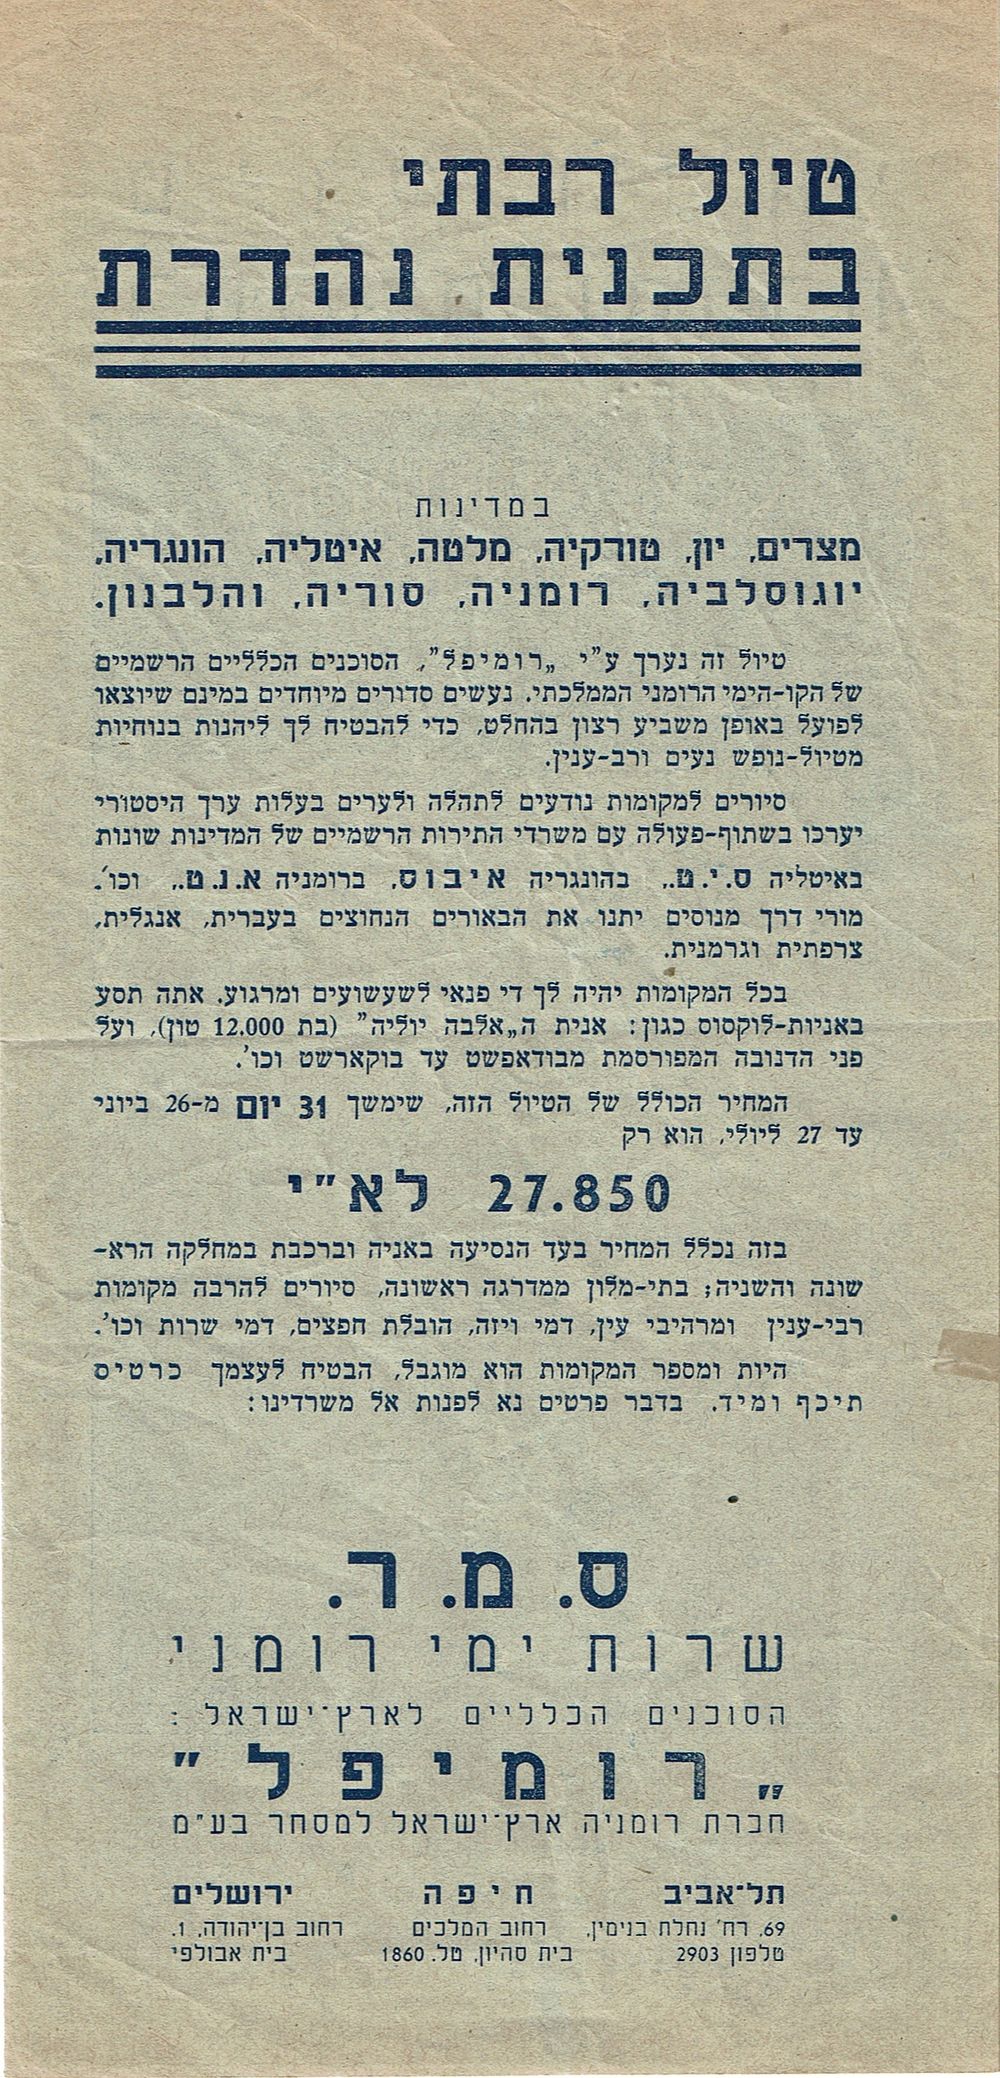 טיול רבתי
בתכנית נהדרת
במדינות
מצרים, יון, טורקיה, מלטה, איטליה, הונגריה,
יוגוסלביה, רומניה, סוריה, והלבנון.
טיול זה נערך ע"י „רומיפל", הסוכנים הכלליים הרשמיים
של הקו-הימי הרומני הממלכתי. נעשים סדורים מיוחדים במינם שיוצאו
לפועל באופן משביע רצון בהחלט, כדי להבטיח לך ליהנות בנוחיות
מטיול-נופש נעים ורב-ענין.
סיורים למקומות נודעים לתהלה ולערים בעלות ערך היסטורי
יערכו בשתוף-פעולה עם משרדי התירות הרשמיים של המדינות שונות
באיטליה ס.י.ט., בהונגריה איבוס, ברומניה א.נ.ט., וכו'.
מורי דרך מנוסים יתנו את הבאורים הנחוצים בעברית, אנגלית,
צרפתית וגרמנית.
בכל המקומות יהיה לך די פנאי לשעשועים ומרגוע. אתה תסע
באניות-לוקסוס כגון: אנית ה„אלבה יוליה" (בת 12.000 טון), ועל
פני הדנובה המפורסמת מבודאפשט עד בוקארשט וכו'.
המחיר הכולל של הטיול הזה, שימשך 31 יום מ-26 ביוני
עד 27 ליולי, הוא רק
27.850 לא"י
בזה נכלל המחיר בעד הנסיעה באניה וברכבת במחלקה הרא-
שונה והשניה; בתי-מלון ממדרגה ראשונה, סיורים להרבה מקומות
רבי-ענין ומרהיבי עין, דמי ויזה, הובלת חפצים, דמי שרות וכו'.
היות ומספר המקומות הוא מוגבל, הבטיח לעצמך כרטיס
תיכף ומיד. בדבר פרטים נא לפנות אל משרדינו:
ס. מ. ר.
שרות ימי רומני
הסוכנים הכלליים לארץ-ישראל:
„רומיפל"
חברת רומניה ארץ-ישראל למסחר בע"מ
תל-אביב חיפה ירושלים
69, רח' נחלת בנימין, רחוב המלכים רחוב בן-יהודה, 1.
טלפון 2903 בית סהיון, טל. 1860 בית אבולפי